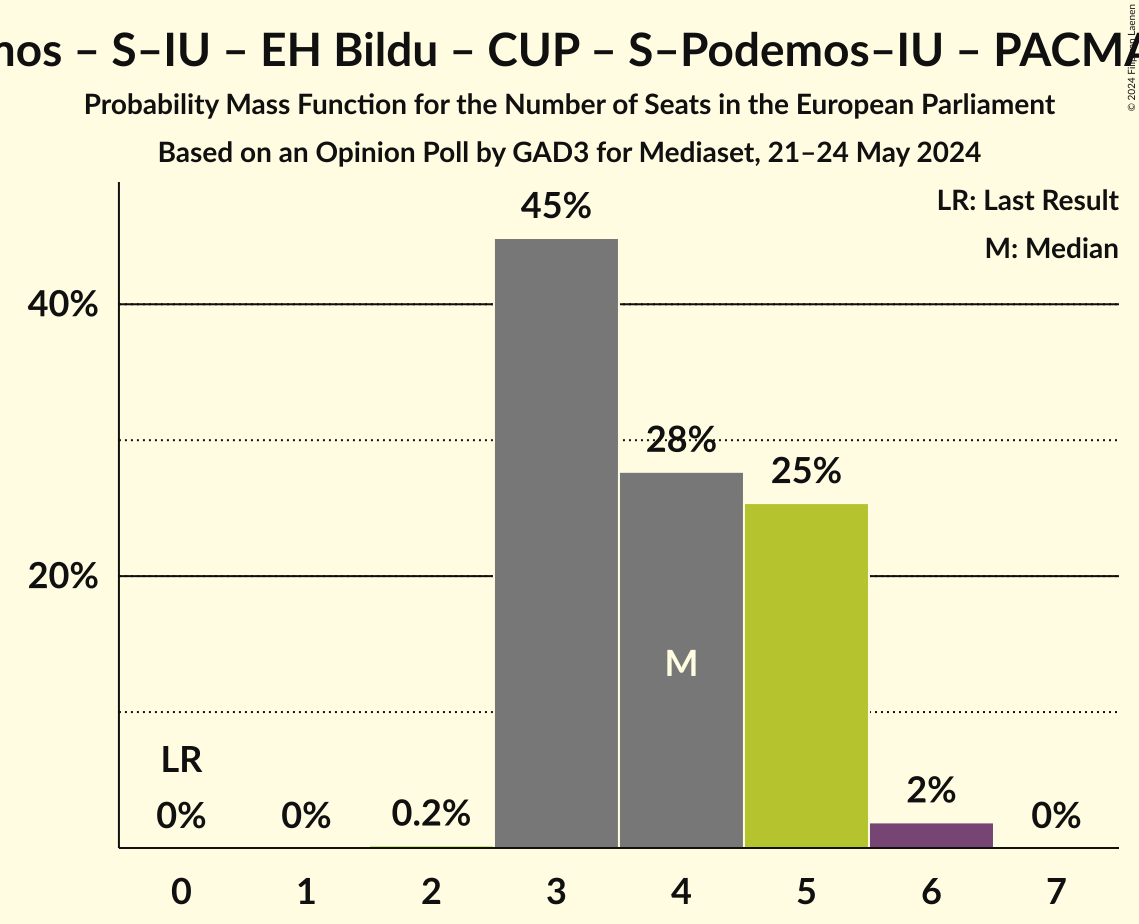 – S–IU – EH Bildu – CUP – S–Podemos–IU –
Probability Mass Function for the Number of Seats in the European Parliament
Based on an Opinion Poll by GAD3 for Mediaset, 21–24 May 2024
© 2024 Filip Laenen
LR: Last Result
M: Median
45%
40%
28%
25%
20%
M
LR
0%
0%
0.2%
2%
0%
0 1 2 3 4 5 6 7